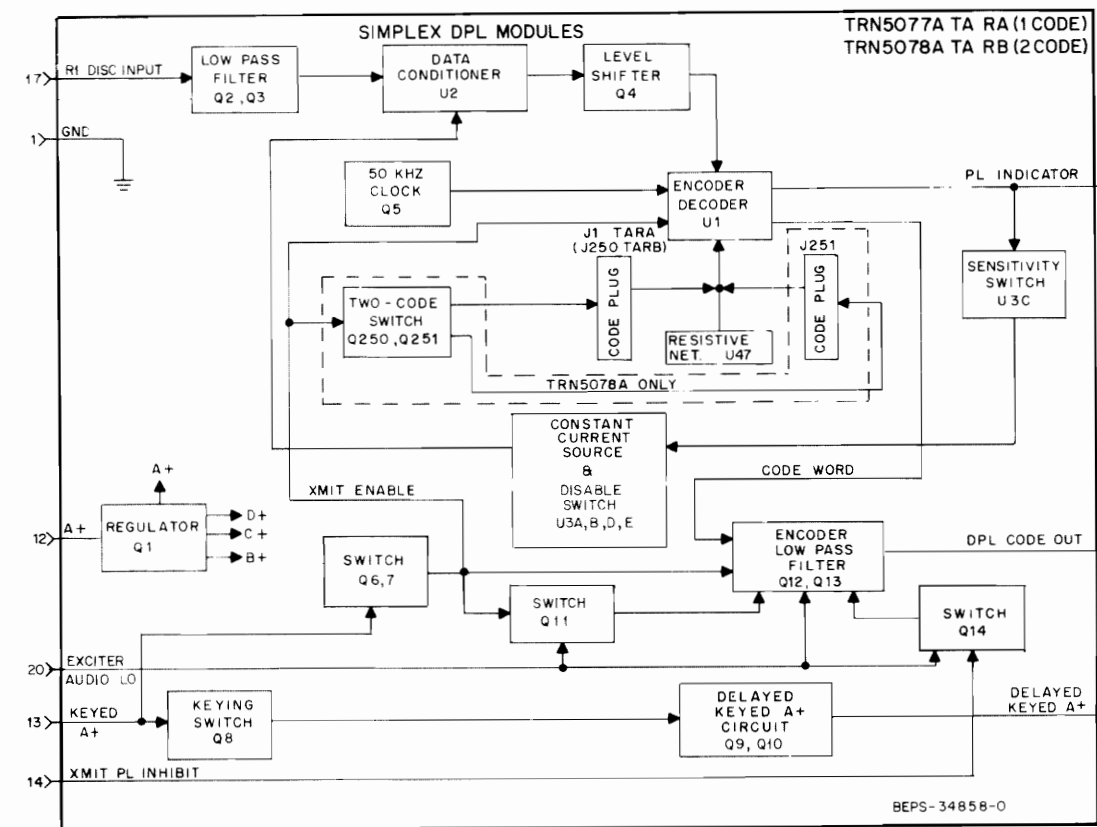 SIMPLEX DPL MODULES
TRN5077A TA RA (1 CODE)
TRN5078A TA RB (2 CODE)
17
R1 DISC INPUT
LOW PASS
FILTER
Q2, Q3
DATA
CONDITIONER
U2
LEVEL
SHIFTER
Q4
1
GND
50 KHZ
CLOCK
Q5
ENCODER
DECODER
U1
PL INDICATOR
J1 TARA
(J250 TARB)
CODE PLUG
J251
CODE PLUG
SENSITIVITY
SWITCH
U3C
TWO-CODE
SWITCH
Q250, Q251
RESISTIVE
NET. U47
TRN5078A ONLY
CONSTANT
CURRENT
SOURCE
&
DISABLE
SWITCH
U3A, B, D, E
CODE WORD
XMIT ENABLE
A+
12
A+
REGULATOR
Q1
D+
C+
B+
SWITCH
Q6,7
ENCODER
LOW PASS
FILTER
Q12, Q13
DPL CODE OUT
SWITCH
Q11
SWITCH
Q14
20
EXCITER
AUDIO LO
13
KEYED
A+
KEYING
SWITCH
Q8
DELAYED
KEYED A+
CIRCUIT
Q9, Q10
DELAYED
KEYED A+
14
XMIT PL INHIBIT
BEPS-34858-O